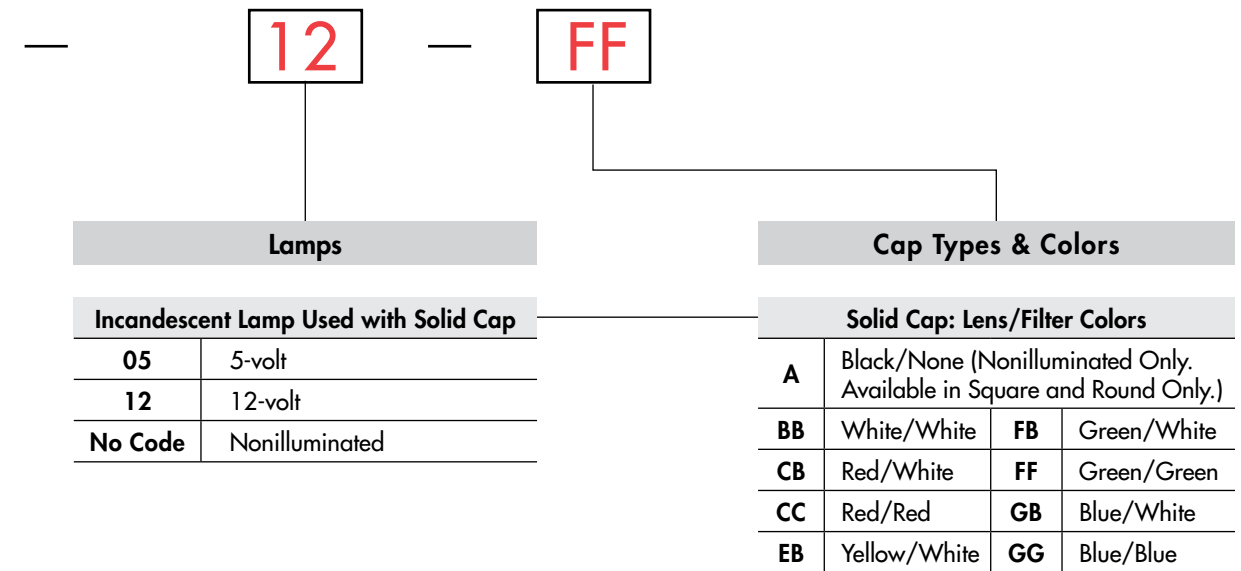 — 12 — FF
Lamps
Incandescent Lamp Used with Solid Cap
05 5-volt
12 12-volt
No Code Nonilluminated
Cap Types & Colors
Solid Cap: Lens/Filter Colors
A Black/None (Nonilluminated Only.
Available in Square and Round Only.)
BB White/White FB Green/White
CB Red/White FF Green/Green
CC Red/Red GB Blue/White
EB Yellow/White GG Blue/Blue